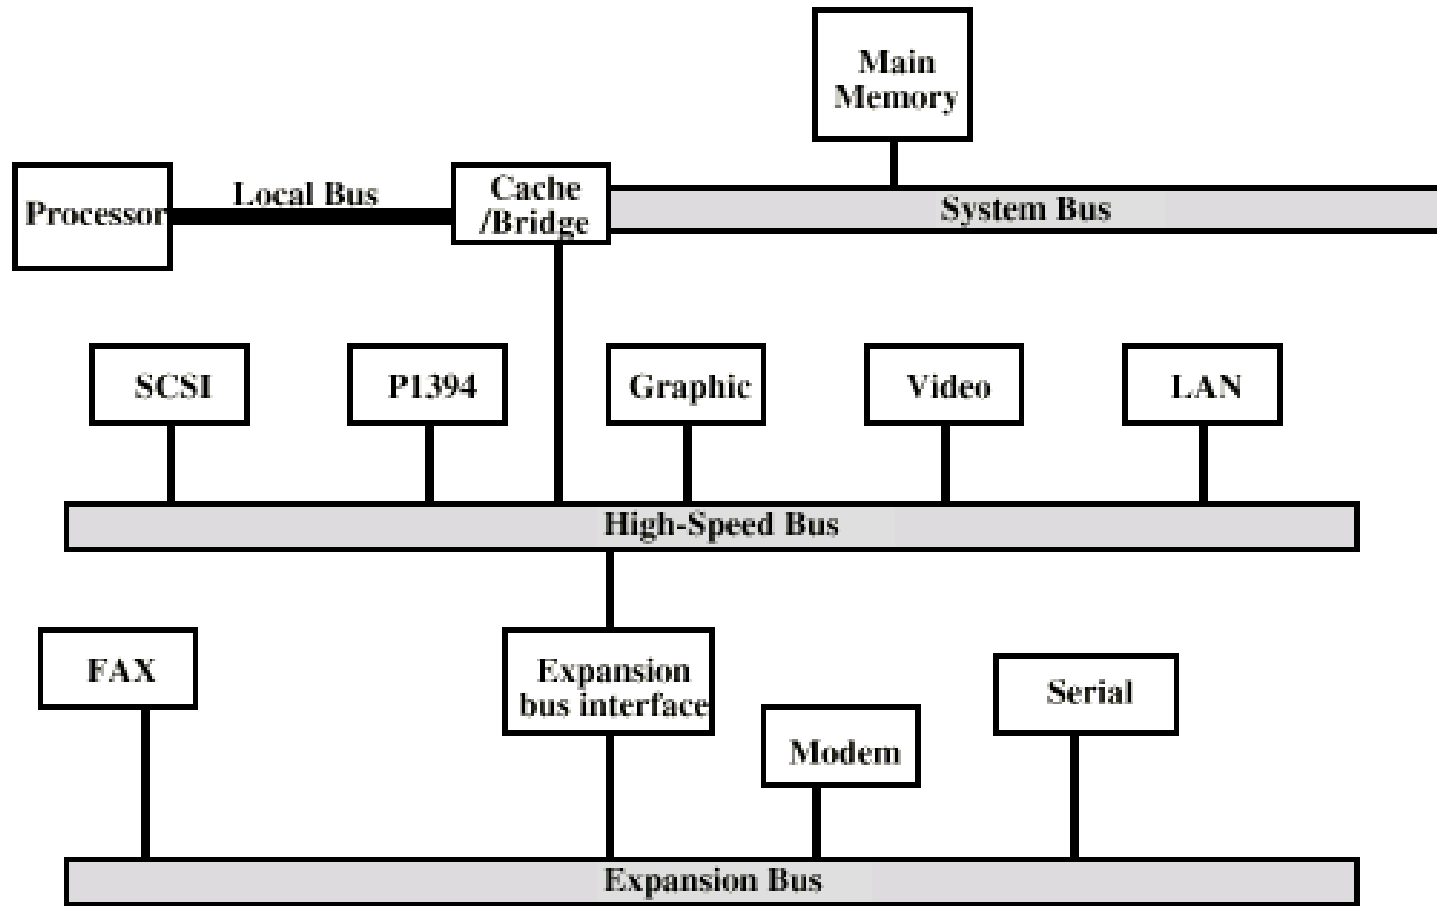 Main
Memory
Processor
Local Bus
Cache
/Bridge
System Bus
SCSI
P1394
Graphic
Video
LAN
High-Speed Bus
FAX
Expansion
bus interface
Modem
Serial
Expansion Bus